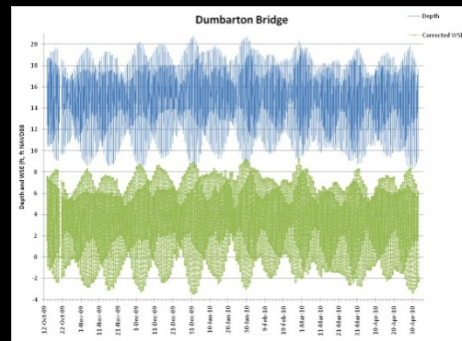 Dumbarton Bridge
Depth
Corrected WSE
Depth and WSE (ft, ft NAVD88)
20
18
16
14
12
10
8
6
4
2
0
-2
-4
12-Oct-09
22-Oct-09
1-Nov-09
11-Nov-09
21-Nov-09
1-Dec-09
11-Dec-09
21-Dec-09
31-Dec-09
10-Jan-10
20-Jan-10
30-Jan-10
9-Feb-10
19-Feb-10
1-Mar-10
11-Mar-10
21-Mar-10
31-Mar-10
10-Apr-10
20-Apr-10
30-Apr-10